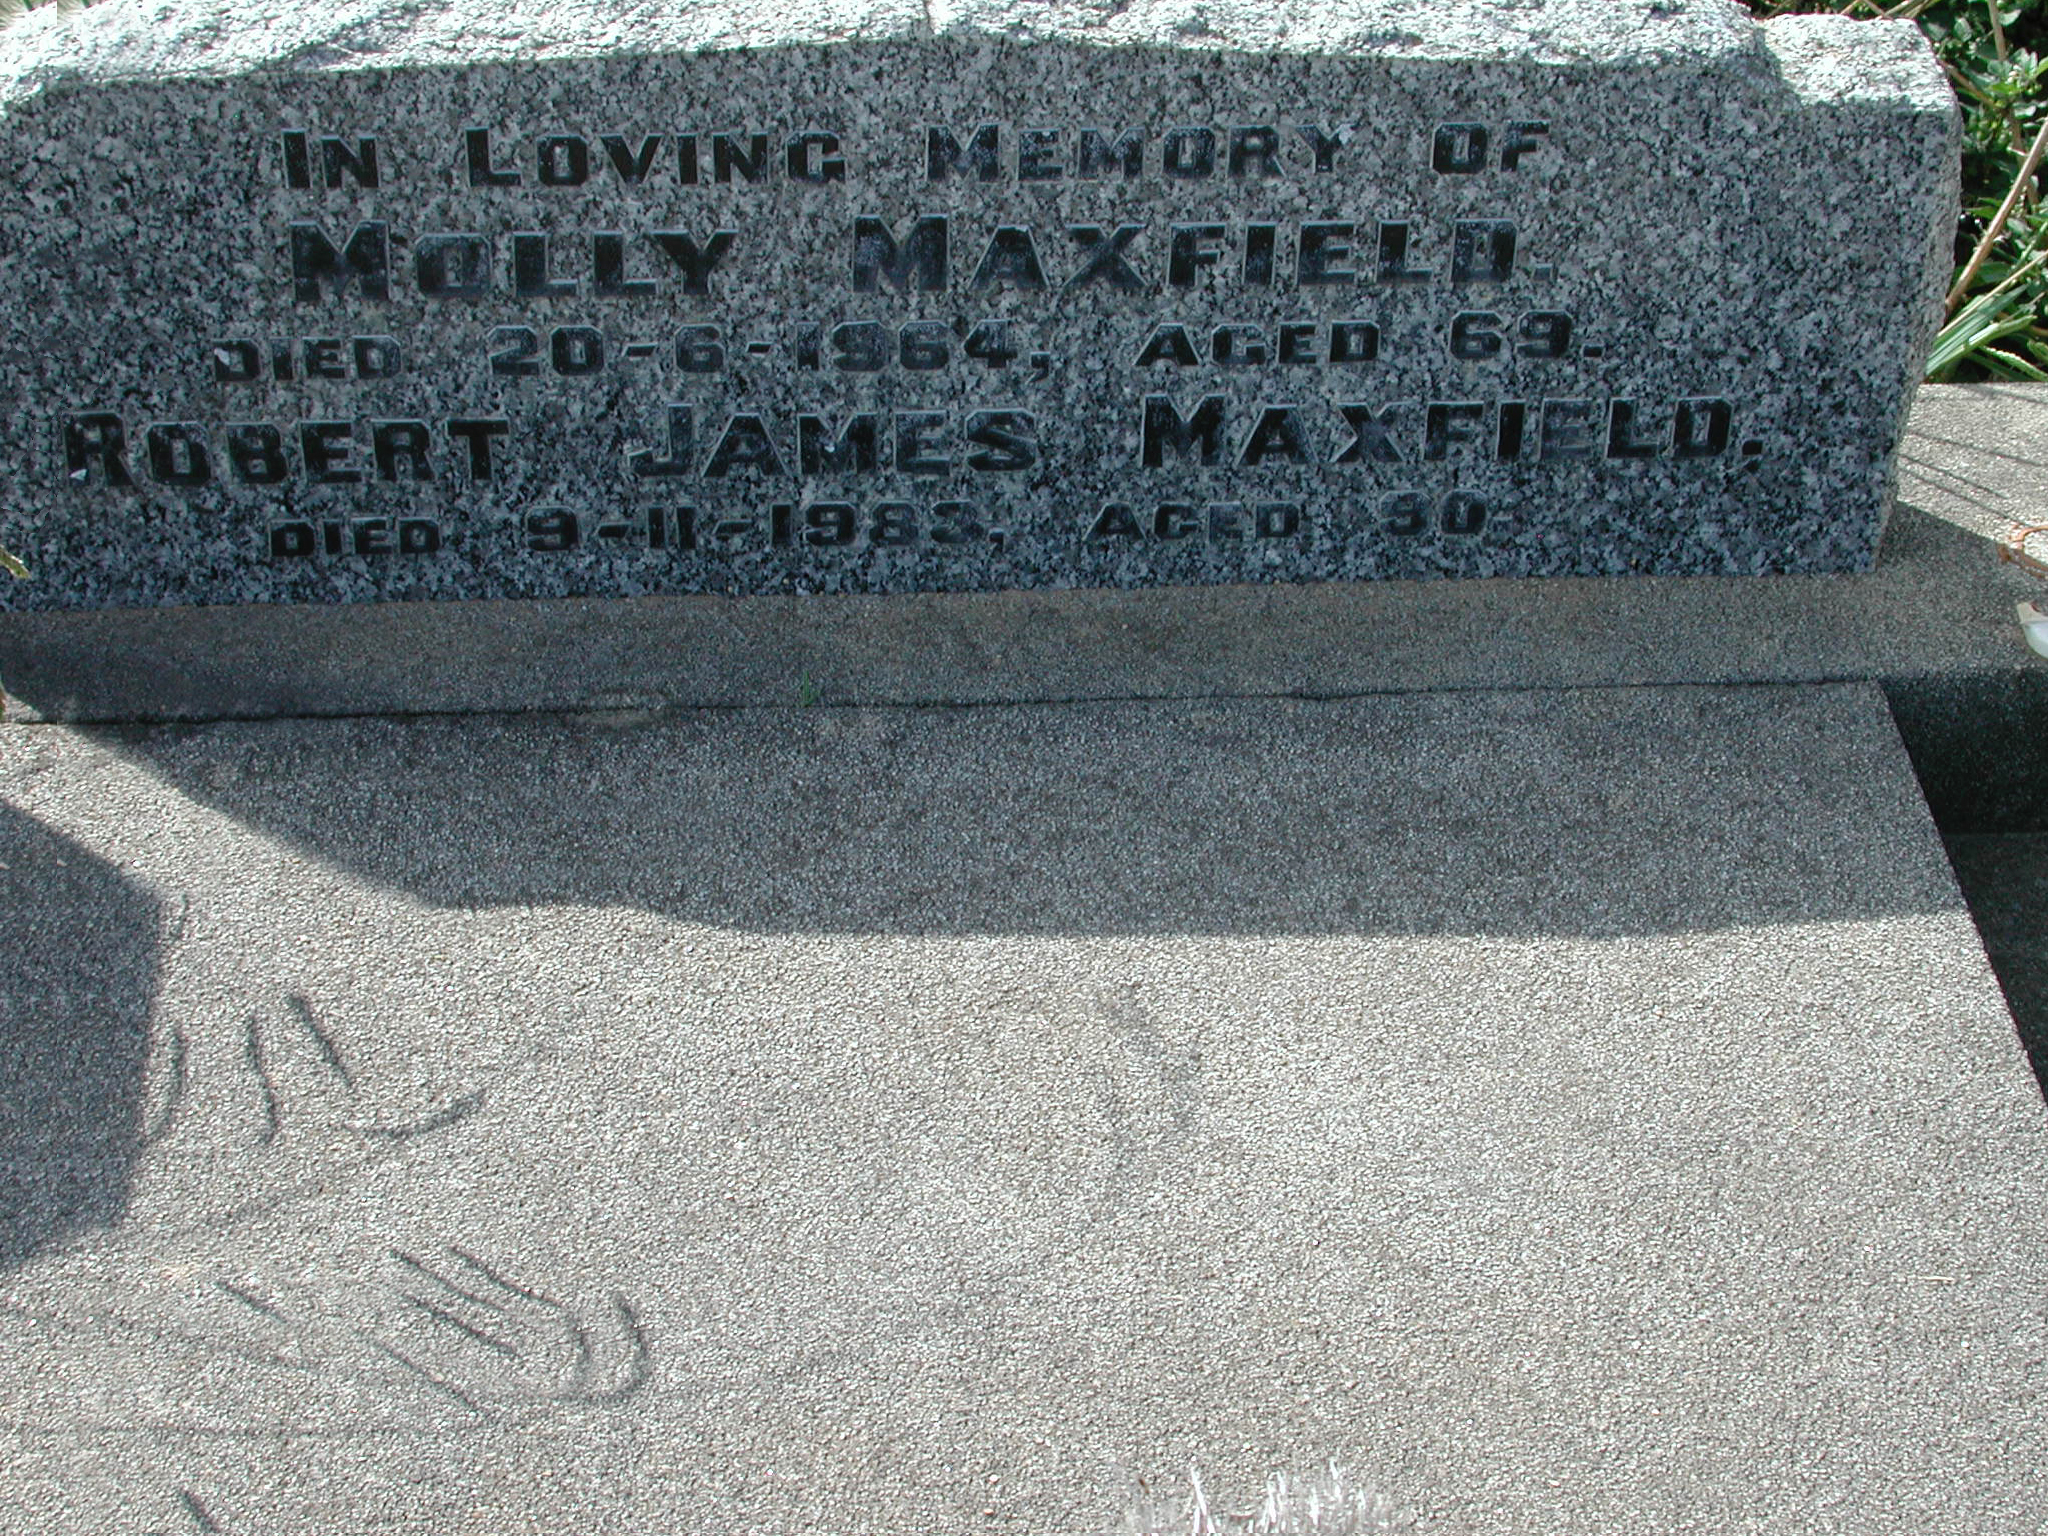 IN LOVING MEMORY OF
MOLLY MAXFIELD.
DIED 20-6-1964, AGED 69.
ROBERT JAMES MAXFIELD,
DIED 9-11-1983, AGED 90.